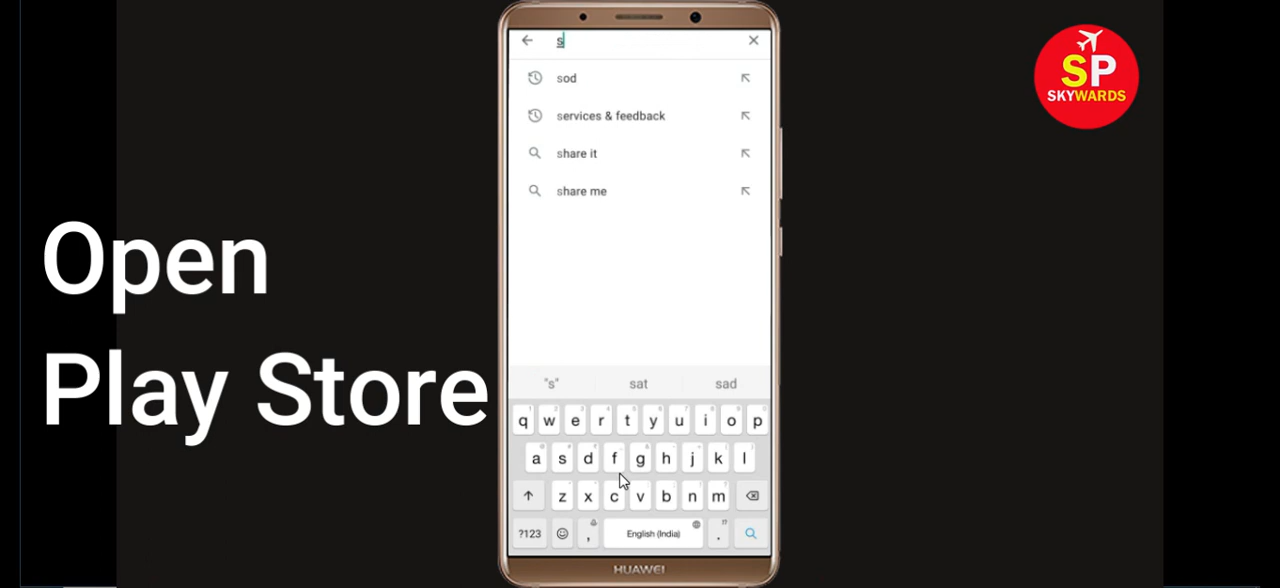 s
sod
services & feedback
share it
share me
Open
Play Store
SP
SKYWARDS
"s" sat sad
q w e r t y u i o p
a s d f g h j k l
z x c v b n m
?123 , English (India) .
HUAWEI